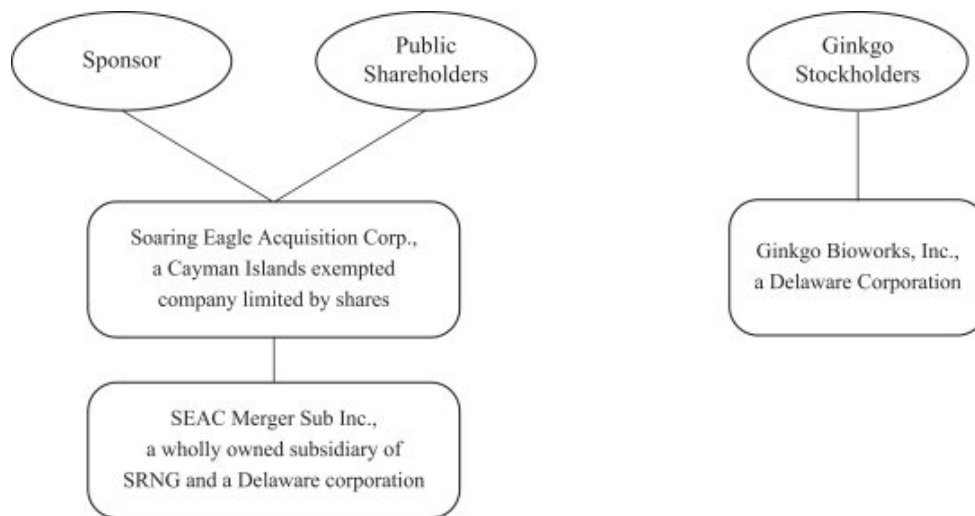 Sponsor
Public
Shareholders
Ginkgo
Stockholders
Soaring Eagle Acquisition Corp.,
a Cayman Islands exempted
company limited by shares
Ginkgo Bioworks, Inc.,
a Delaware Corporation
SEAC Merger Sub Inc.,
a wholly owned subsidiary of
SRNG and a Delaware corporation